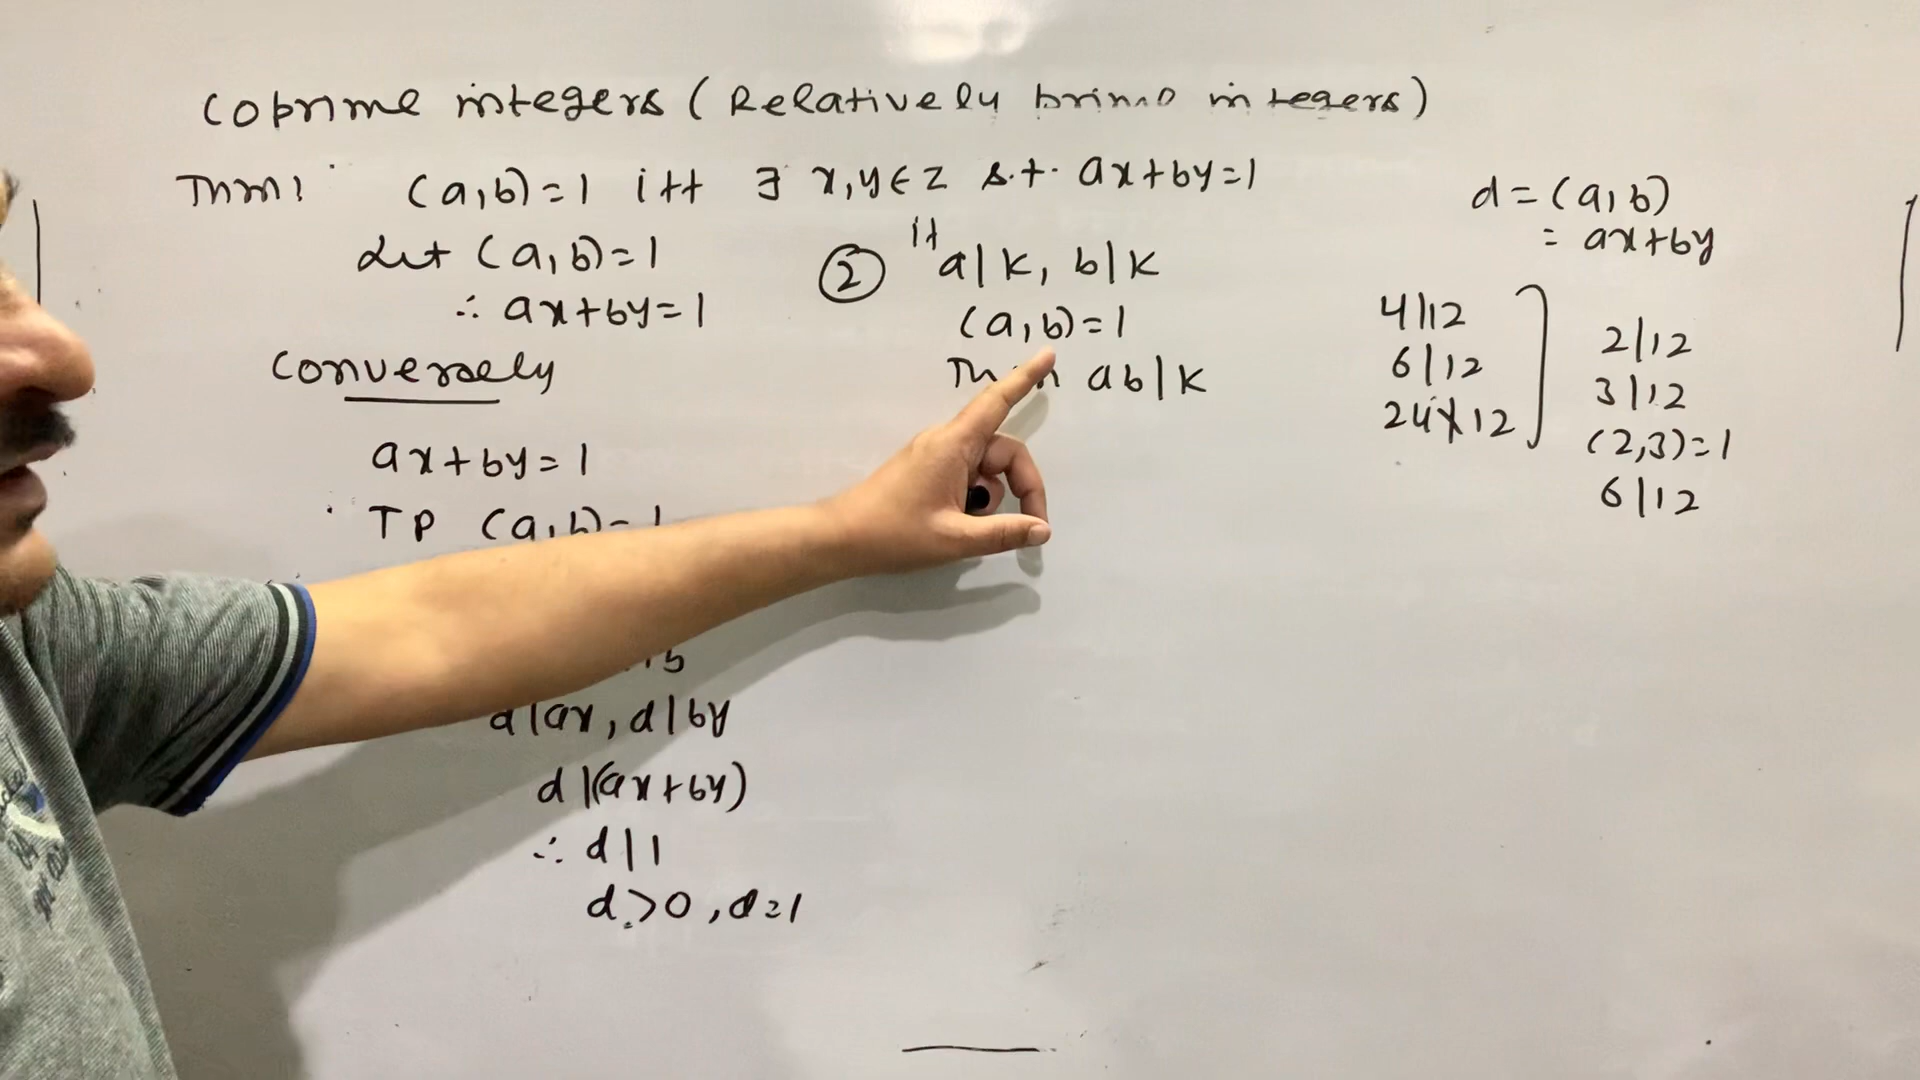 Coprime integers (Relatively prime integers)
Thm: (a,b)=1 iff ∃ x,y∈Z s.t. ax+by=1
Let (a,b)=1
∴ ax+by=1
Conversely
ax+by=1
TP (a,b)=1
d|ax, d|by
d|(ax+by)
∴ d|1
d>0, d=1
② If a|k, b|k
(a,b)=1
Then ab|k
d=(a,b)
= ax+by
4|12
6|12
24∤12
2|12
3|12
(2,3)=1
6|12